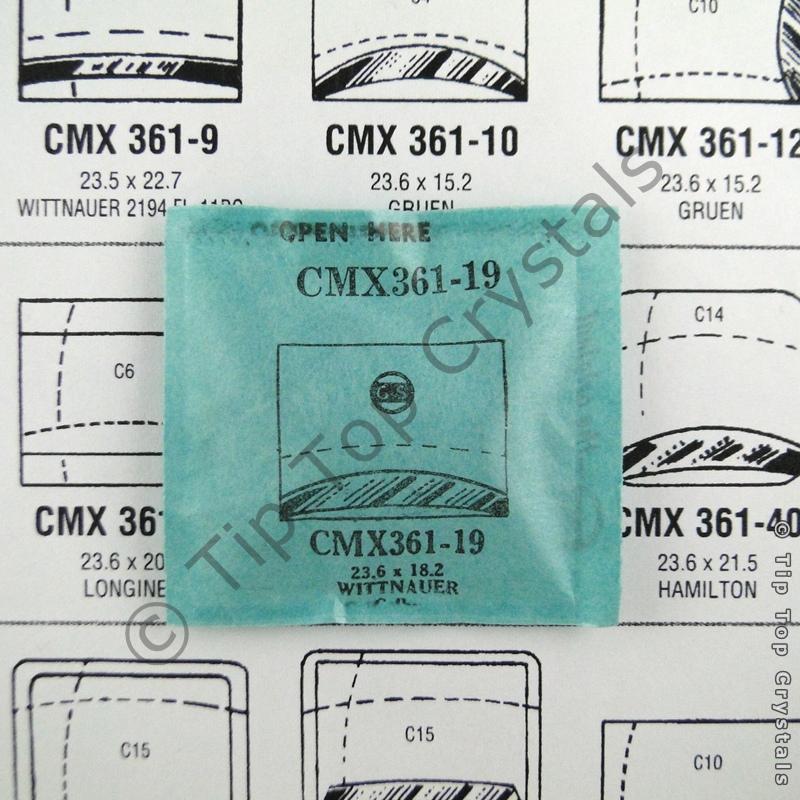 C10
CMX 361-9
CMX 361-10
CMX 361-12
23.5 x 22.7
23.6 x 15.2
23.6 x 15.2
WITTNAUER 2194
GRUEN
GRUEN
OPEN HERE
CMX361-19
C6
GS
C14
CMX 36
CMX361-19
CMX 361-40
23.6 x 20
23.6 x 18.2
23.6 x 21.5
LONGINE
WITTNAUER
HAMILTON
C15
C15
C10
© Tip Top Crystals
© Tip Top Crystals